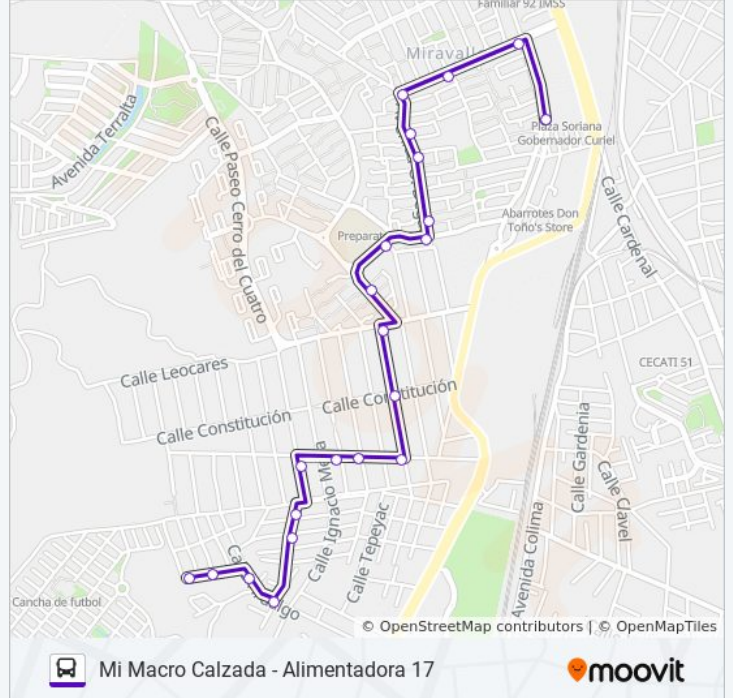 Familiar 92 IMSS
Miravall
Avenida Terralta
Plaza Soriana
Gobernador Curiel
Calle Paseo Cerro del Cuatro
Calle Cardenal
Abarrotes Don
Toño's Store
Preparat
Calle Leocares
CECATI 51
Calle Constitución
Calle Constitución
Calle Gardenia
Calle Clavel
Calle Ignacio Me a
Calle Tepeyac
Avenida Colima
Cancha de futbol
© OpenStreetMap contributors | © OpenMapTiles
Mi Macro Calzada - Alimentadora 17
moovit